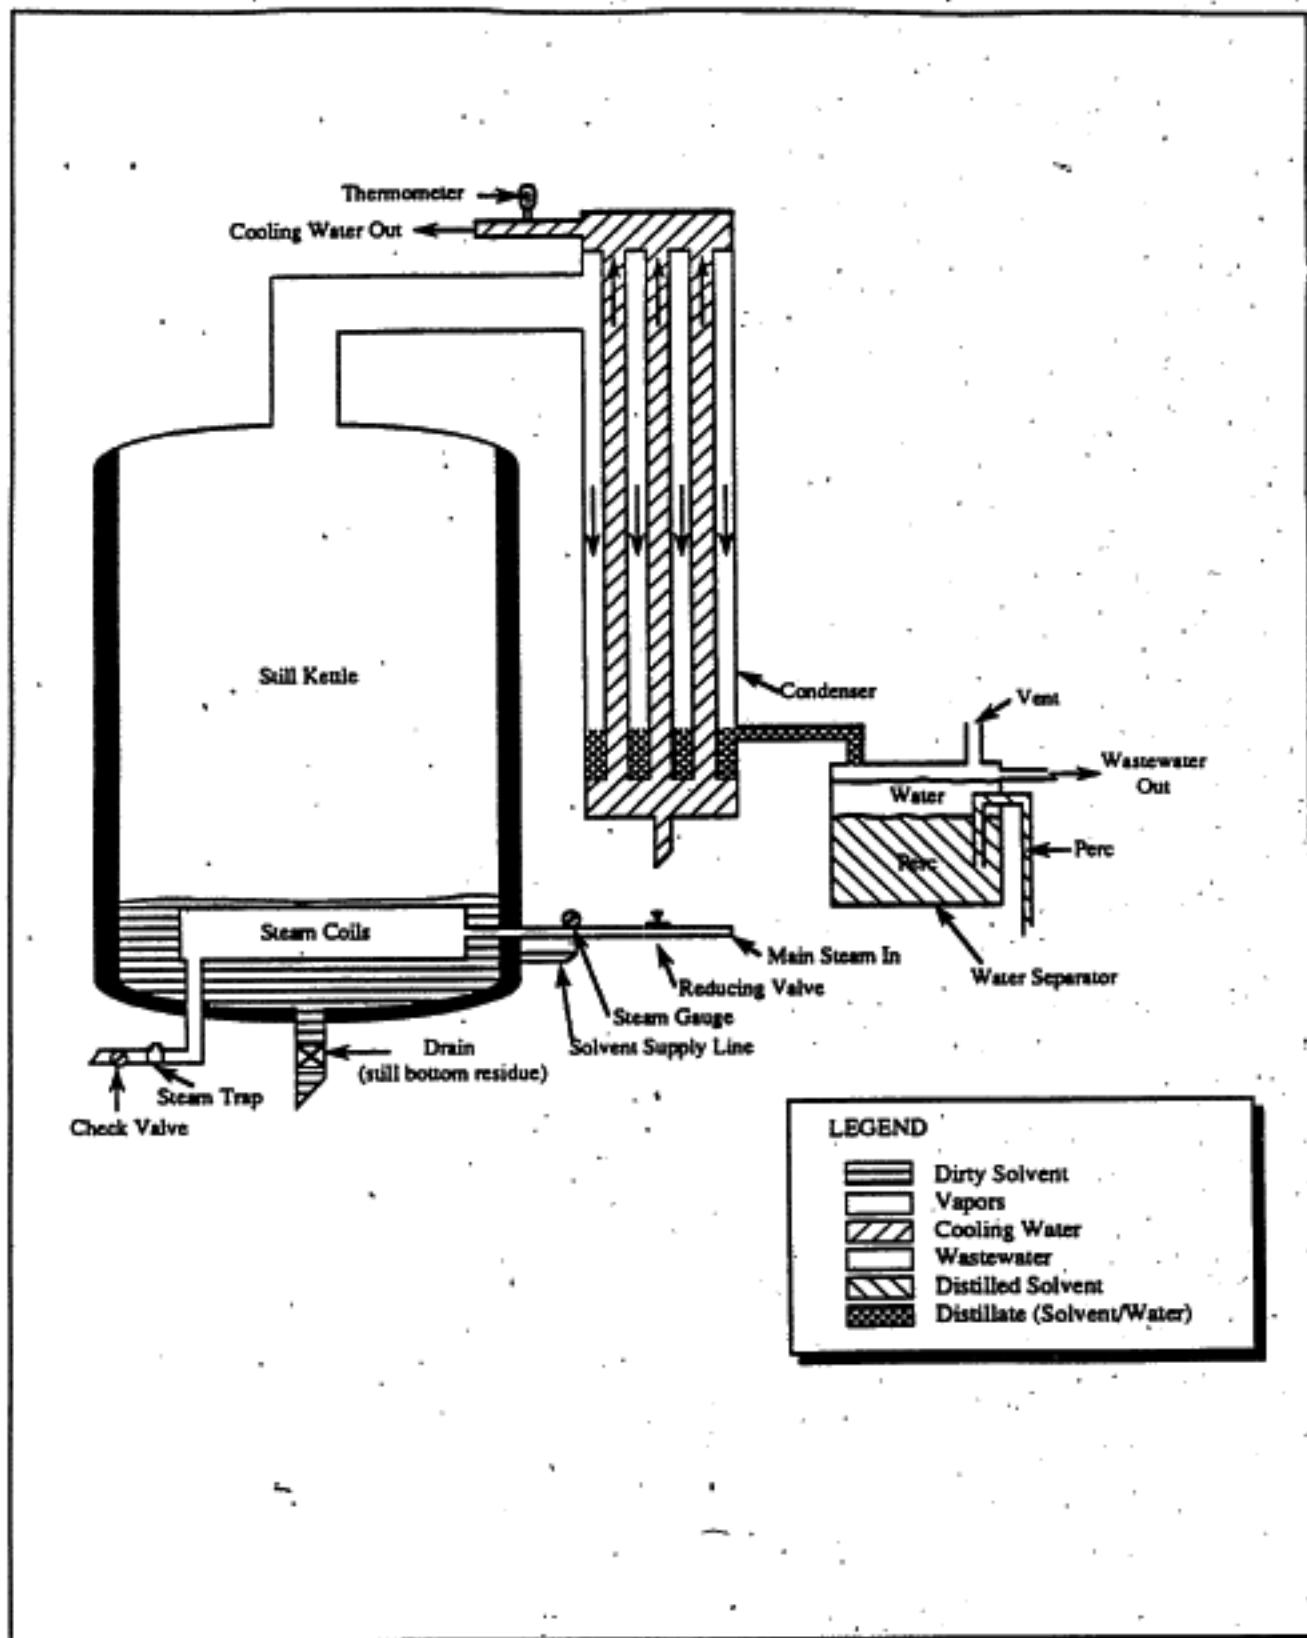 Thermometer
Cooling Water Out
Still Kettle
Condenser
Vent
Wastewater
Out
Water
Perc
Perc
Steam Coils
Main Steam In
Water Separator
Reducing Valve
Steam Gauge
Solvent Supply Line
Drain
(still bottom residue)
Steam Trap
Check Valve
LEGEND
Dirty Solvent
Vapors
Cooling Water
Wastewater
Distilled Solvent
Distillate (Solvent/Water)